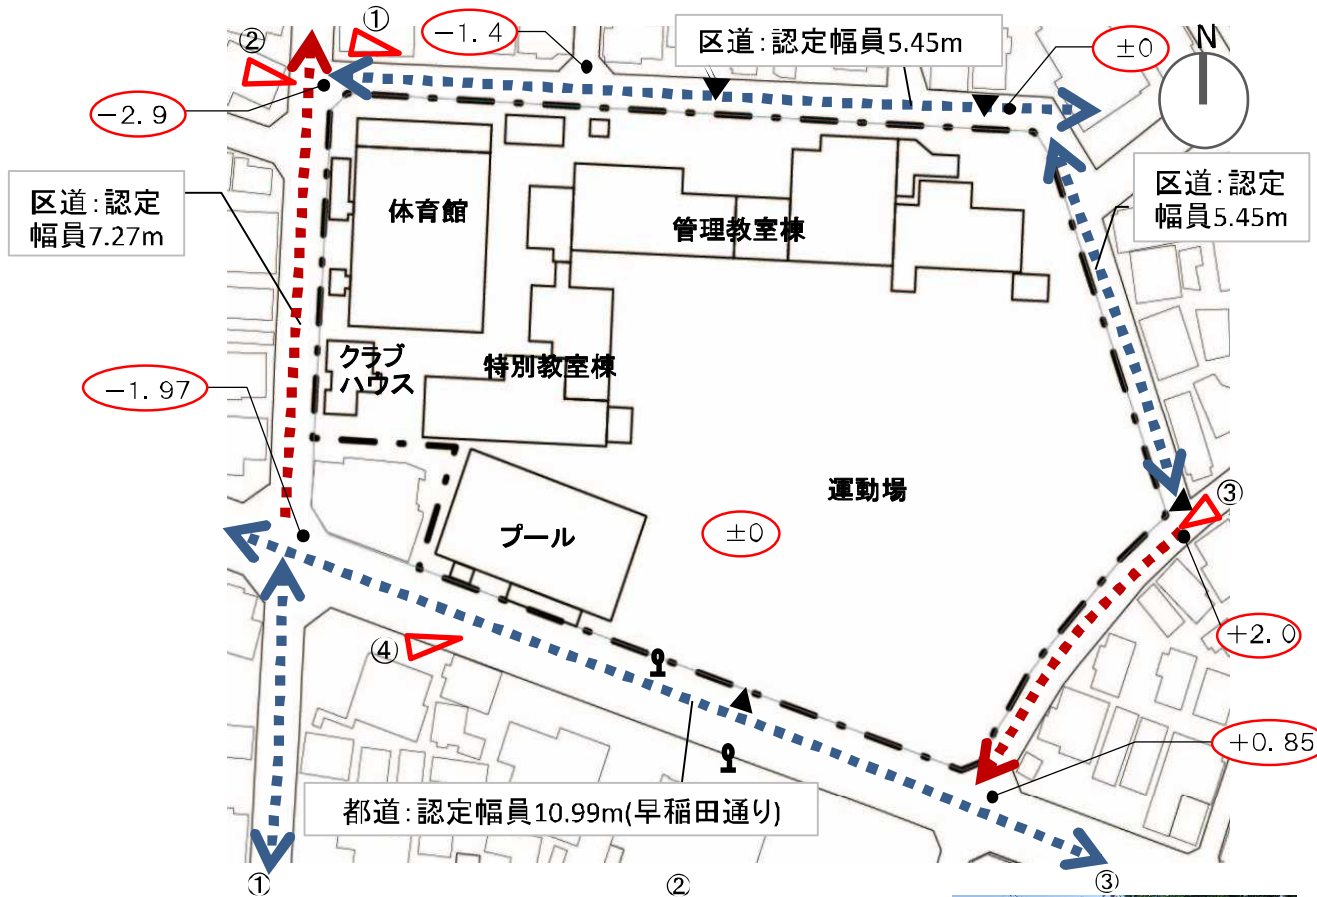 ①
②
−1.4
区道:認定幅員5.45m
±0
N
−2.9
区道:認定
幅員7.27m
体育館
管理教室棟
区道:認定
幅員5.45m
クラブ
ハウス
特別教室棟
−1.97
運動場
③
プール
±0
+2.0
④
+0.85
都道:認定幅員10.99m(早稲田通り)
①
②
③